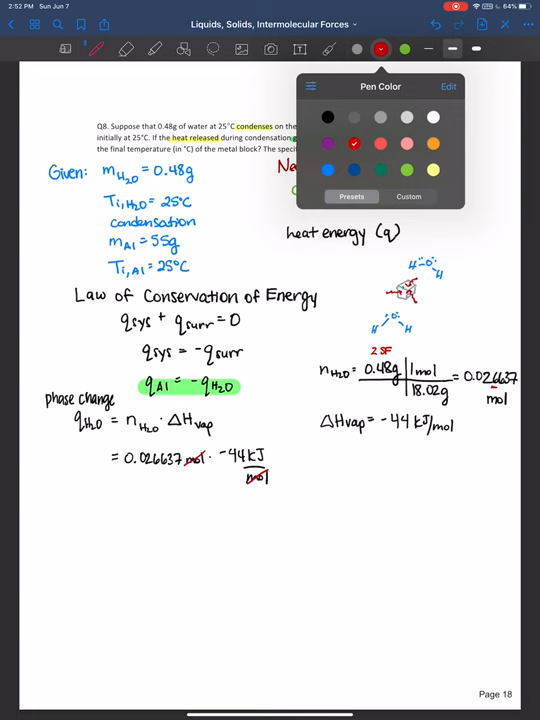 2:52 PM Sun Jun 7
64%
Liquids, Solids, Intermolecular Forces
Pen Color
Edit
Presets
Custom
Q8. Suppose that 0.48g of water at 25°C condenses on the
initially at 25°C. If the heat released during condensation
the final temperature (in °C) of the metal block? The speci
Given: mH2O = 0.48g
Ti,H2O = 25°C
condensation
mAl = 55g
Ti,Al = 25°C
heat energy (q)
Law of Conservation of Energy
qsys + qsurr = 0
qsys = -qsurr
qAl = -qH2O
H O H
O H H
2SF
nH2O = 0.48g | 1mol = 0.026637 mol
18.02g
ΔHvap = -44 kJ/mol
phase change
qH2O = nH2O · ΔHvap
= 0.026637 mol · -44 kJ
mol
Page 18